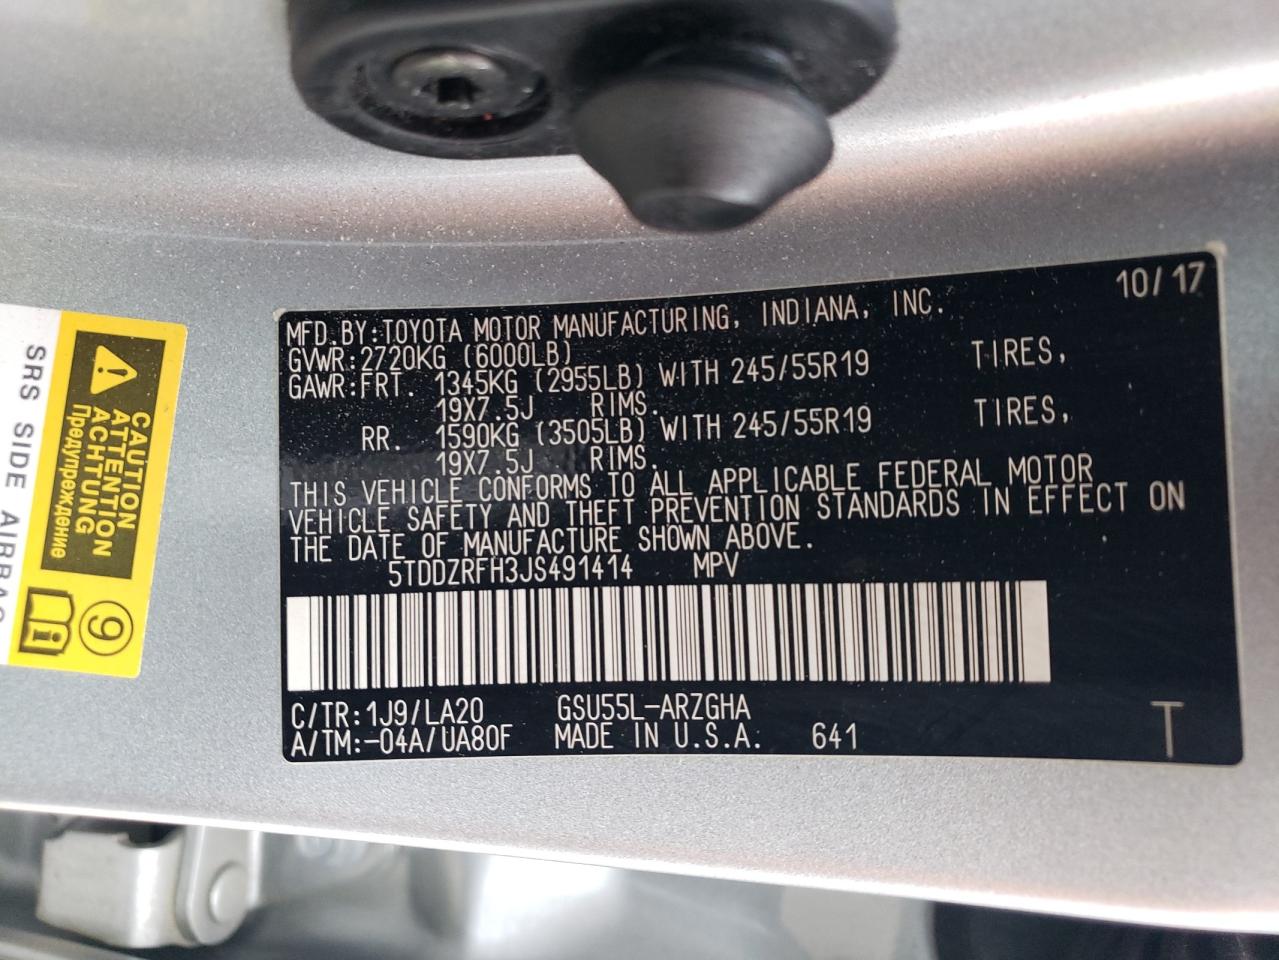 10/17
MFD.BY:TOYOTA MOTOR MANUFACTURING, INDIANA, INC.
GVWR:2720KG (6000LB)
GAWR:FRT. 1345KG (2955LB) WITH 245/55R19 TIRES,
19X7.5J RIMS.
RR. 1590KG (3505LB) WITH 245/55R19 TIRES,
19X7.5J RIMS.
THIS VEHICLE CONFORMS TO ALL APPLICABLE FEDERAL MOTOR
VEHICLE SAFETY AND THEFT PREVENTION STANDARDS IN EFFECT ON
THE DATE OF MANUFACTURE SHOWN ABOVE.
5TDDZRFH3JS491414 MPV
C/TR:1J9/LA20 GSU55L-ARZGHA
A/TM:-04A/UA80F MADE IN U.S.A. 641
T
CAUTION
ATTENTION
ACHTUNG
Предупреждение
9
i
SRS SIDE AIRBAG